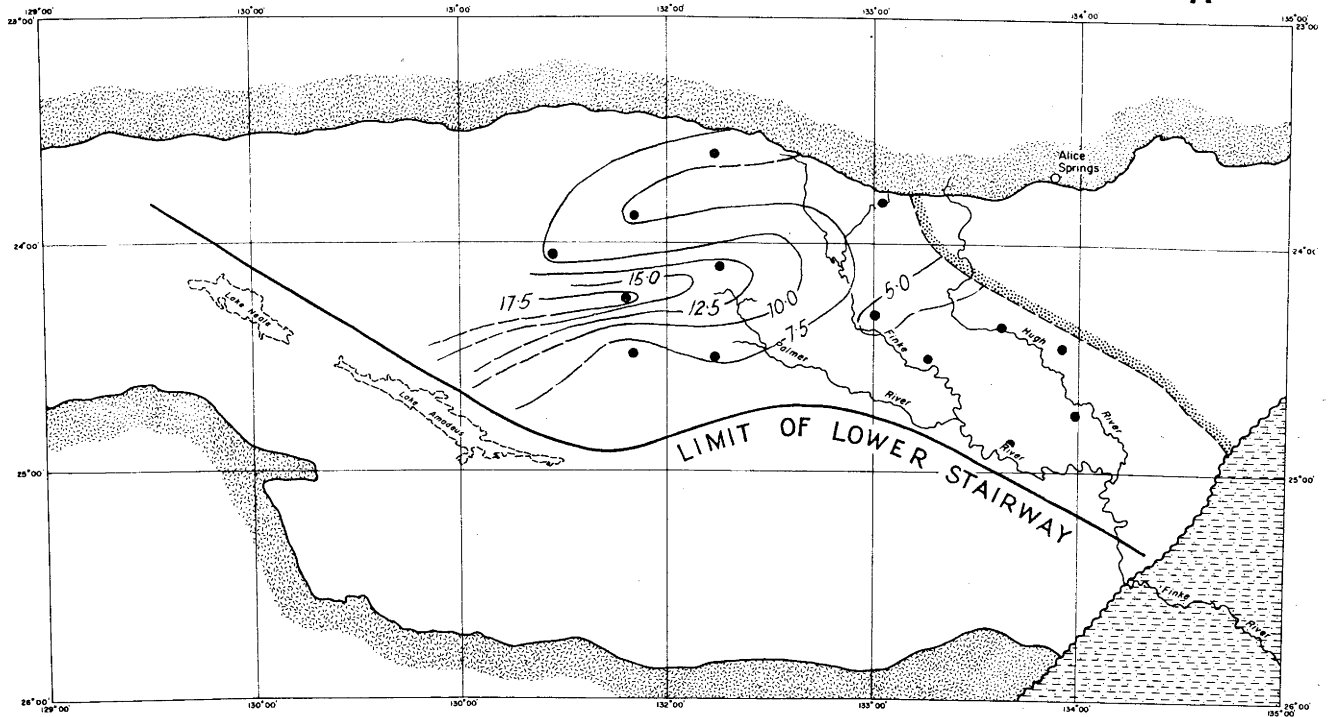 129°00' 130°00' 131°00' 132°00' 133°00' 134°00' 135°00'
23°00' 23°00'
Alice
Springs
24°00' 24°00'
15.0
5.0
17.5
12.5
10.0
7.5
Lake Neale
Hugh
River
Finke
River
Palmer
River
Lake Amadeus
LIMIT OF LOWER STAIRWAY
25°00' 25°00'
Finke
River
26°00' 26°00'
129°00' 130°00' 130°00' 132°00' 133°00' 134°00' 135°00'